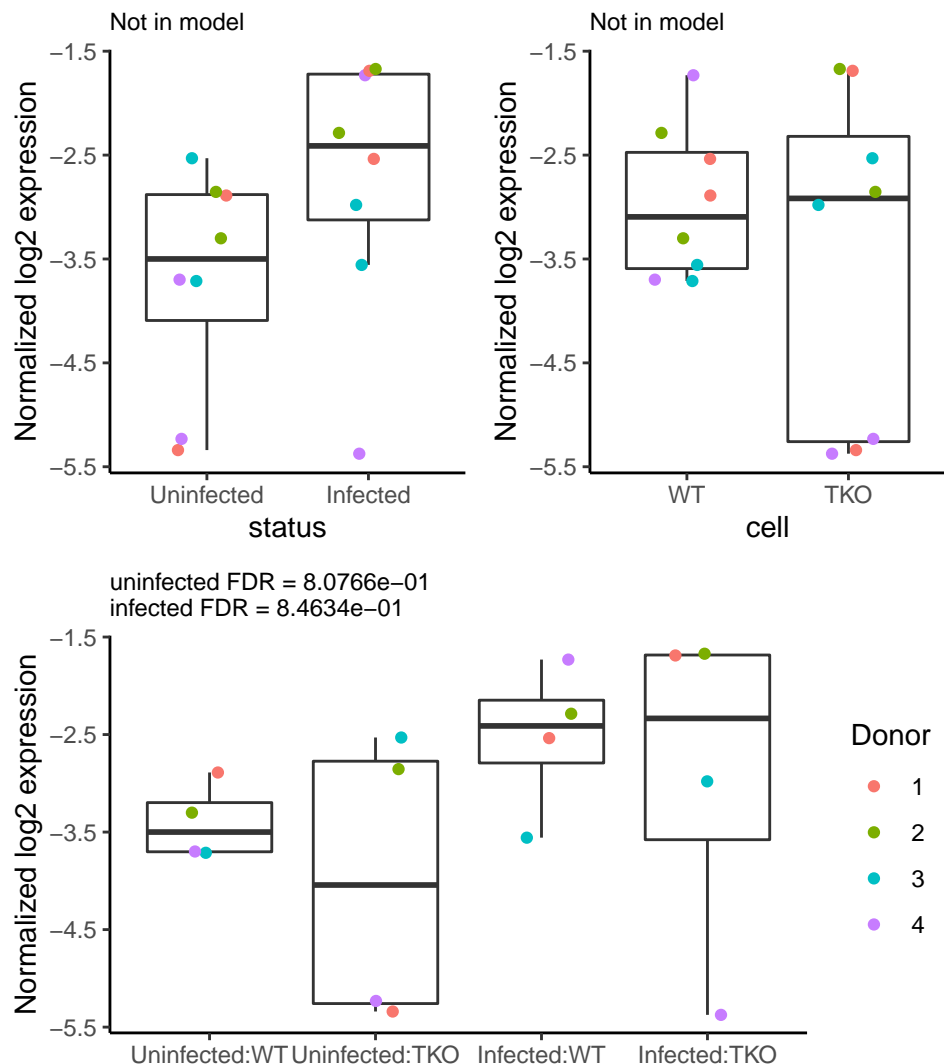 Not in model
Normalized log2 expression
−1.5
−2.5
−3.5
−4.5
−5.5
Uninfected
Infected
status
Not in model
Normalized log2 expression
−1.5
−2.5
−3.5
−4.5
−5.5
WT
TKO
cell
uninfected FDR = 8.0766e−01
infected FDR = 8.4634e−01
Normalized log2 expression
−1.5
−2.5
−3.5
−4.5
−5.5
Uninfected:WT
Uninfected:TKO
Infected:WT
Infected:TKO
Donor
1
2
3
4